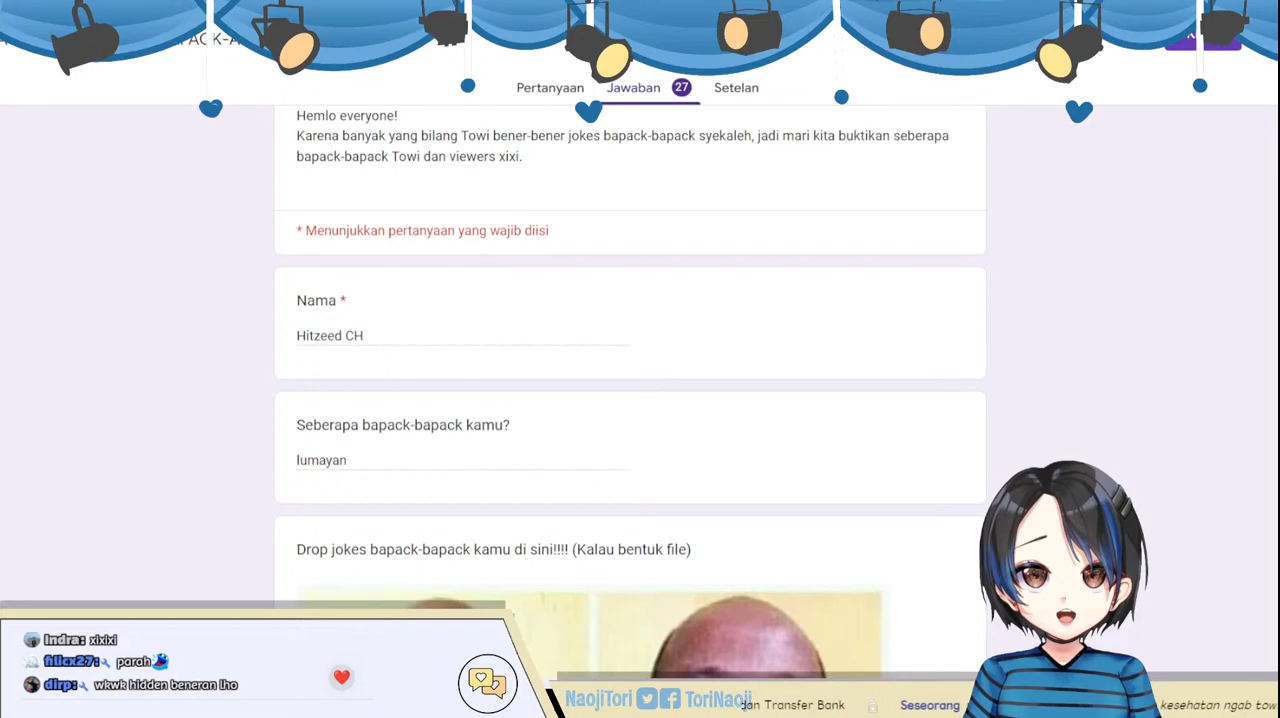 Pertanyaan Jawaban 27 Setelan
Hemlo everyone!
Karena banyak yang bilang Towi bener-bener jokes bapack-bapack syekaleh, jadi mari kita buktikan seberapa
bapack-bapack Towi dan viewers xixi.
* Menunjukkan pertanyaan yang wajib diisi
Nama *
Hitzeed CH
Seberapa bapack-bapack kamu?
lumayan
Drop jokes bapack-bapack kamu di sini!!!! (Kalau bentuk file)
Indra: xixixi
filicx27: parah
dirp: wkwk hidden beneran lho
NaojiTori ToriNaoji
dan Transfer Bank Seseorang kesehatan ngab tow